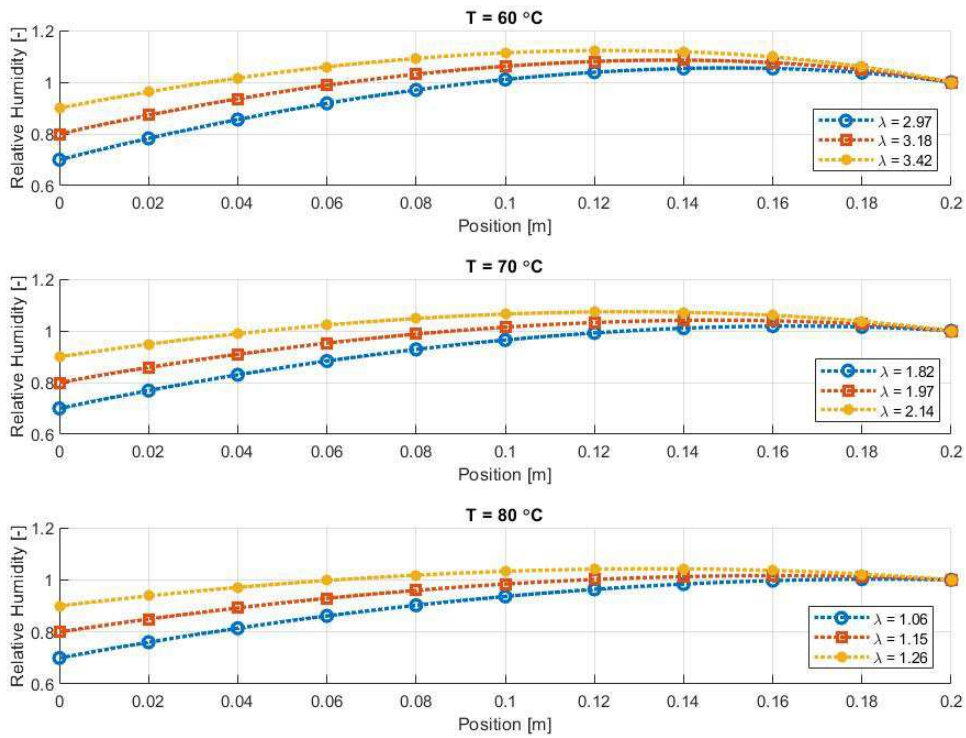 T = 60 °C
Relative Humidity [-]
1.2
1
0.8
0.6
λ = 2.97
λ = 3.18
λ = 3.42
0 0.02 0.04 0.06 0.08 0.1 0.12 0.14 0.16 0.18 0.2
Position [m]
T = 70 °C
Relative Humidity [-]
1.2
1
0.8
0.6
λ = 1.82
λ = 1.97
λ = 2.14
0 0.02 0.04 0.06 0.08 0.1 0.12 0.14 0.16 0.18 0.2
Position [m]
T = 80 °C
Relative Humidity [-]
1.2
1
0.8
0.6
λ = 1.06
λ = 1.15
λ = 1.26
0 0.02 0.04 0.06 0.08 0.1 0.12 0.14 0.16 0.18 0.2
Position [m]